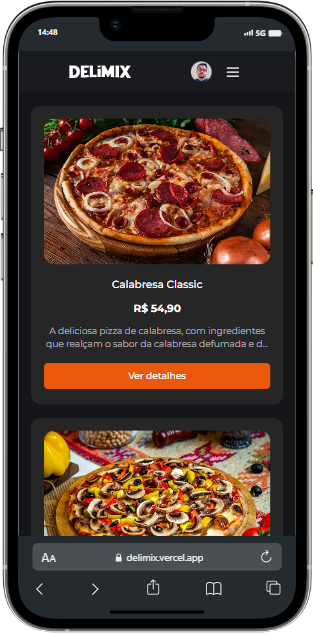 14:48
5G
DELiMIX
Calabresa Classic
R$ 54,90
A deliciosa pizza de calabresa, com ingredientes
que realçam o sabor da calabresa defumada e d...
Ver detalhes
AA
delimix.vercel.app